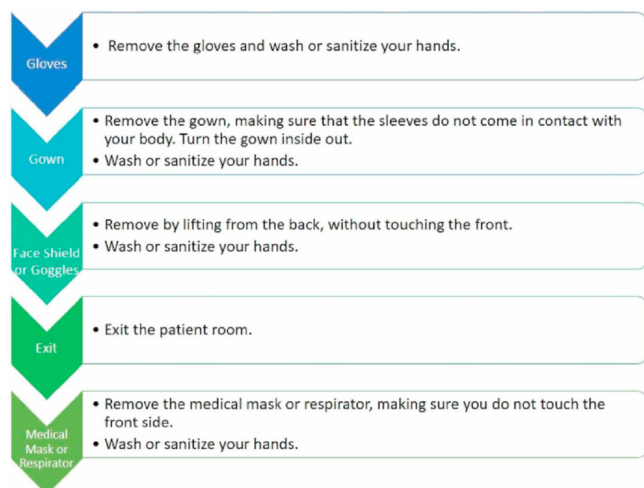 Gloves
• Remove the gloves and wash or sanitize your hands.
Gown
• Remove the gown, making sure that the sleeves do not come in contact with
your body. Turn the gown inside out.
• Wash or sanitize your hands.
Face Shield
or Goggles
• Remove by lifting from the back, without touching the front.
• Wash or sanitize your hands.
Exit
• Exit the patient room.
Medical
Mask or
Respirator
• Remove the medical mask or respirator, making sure you do not touch the
front side.
• Wash or sanitize your hands.